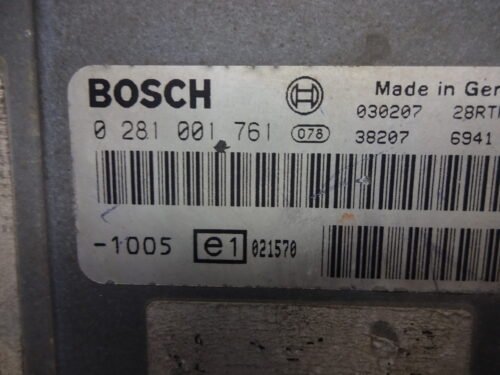 BOSCH Made in Ger
030207 28RT
0 281 001 761 078 38207 6941
-1005 e1 021570